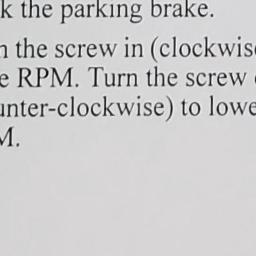 k the parking brake.
n the screw in (clockwise
e RPM. Turn the screw
unter-clockwise) to lowe
M.